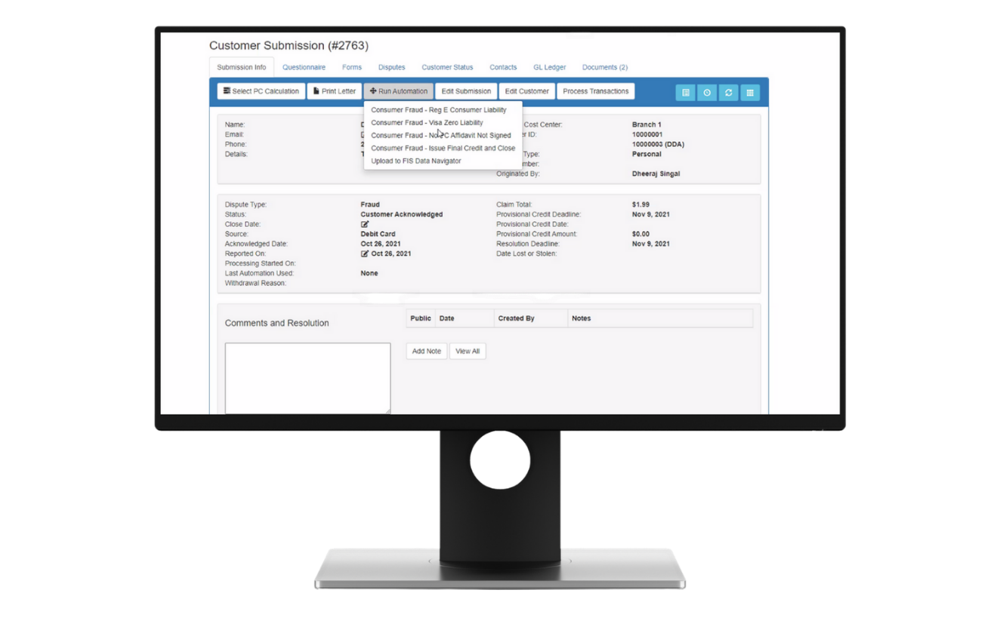 Customer Submission (#2763)
Submission Info Questionnaire Forms Disputes Customer Status Contacts GL Ledger Documents (2)
Select PC Calculation Print Letter Run Automation Edit Submission Edit Customer Process Transactions
Consumer Fraud - Reg E Consumer Liability
Consumer Fraud - Visa Zero Liability
Consumer Fraud - No PC Affidavit Not Signed
Consumer Fraud - Issue Final Credit and Close
Upload to FIS Data Navigator
Name: Cost Center: Branch 1
Email: ID: 10000001
Phone: 10000003 (DDA)
Details: Type: Personal
Originated By: Dheeraj Singal
Dispute Type: Fraud Claim Total: $1.99
Status: Customer Acknowledged Provisional Credit Deadline: Nov 9, 2021
Close Date: Provisional Credit Date:
Source: Debit Card Provisional Credit Amount: $0.00
Acknowledged Date: Oct 26, 2021 Resolution Deadline: Nov 9, 2021
Reported On: Oct 26, 2021 Date Lost or Stolen:
Processing Started On:
Last Automation Used: None
Withdrawal Reason:
Comments and Resolution
Public Date Created By Notes
Add Note View All